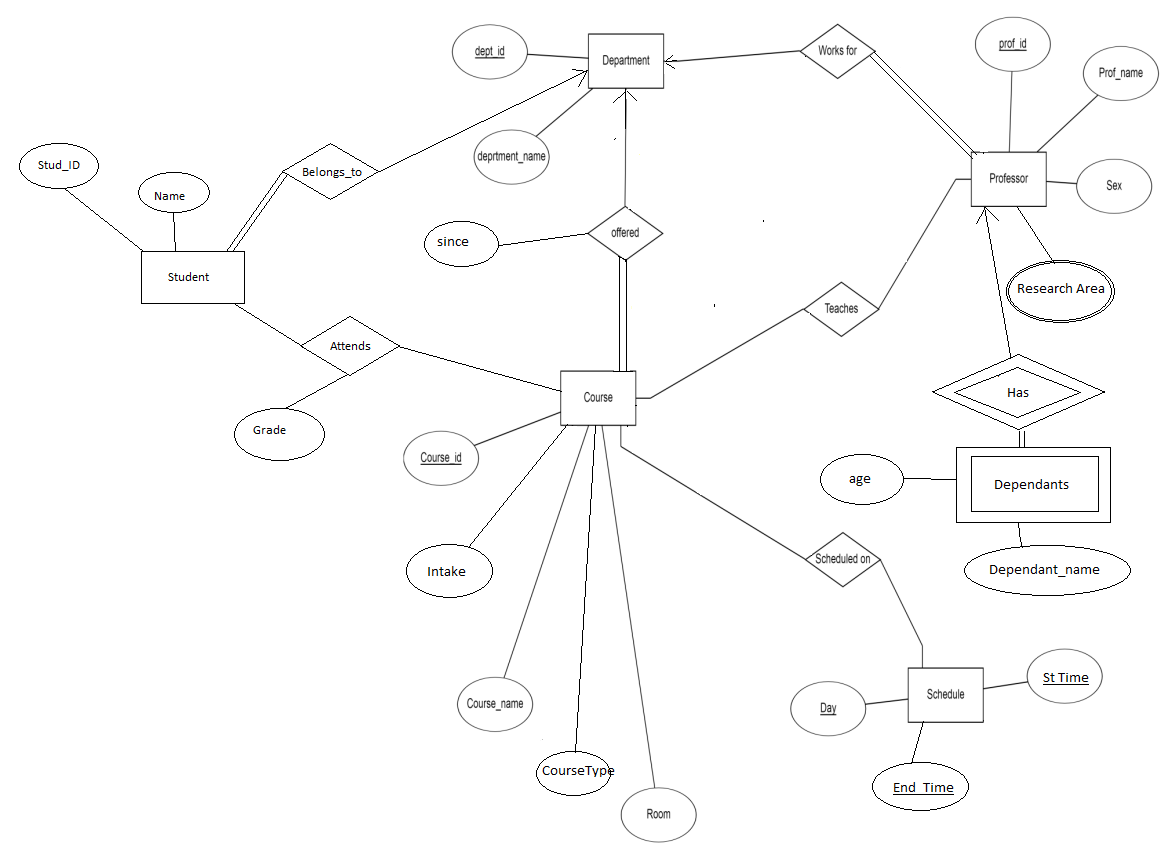 dept_id
Department
Works for
prof_id
Prof_name
deprtment_name
Stud_ID
Belongs_to
Name
Professor
Sex
since
offered
Student
Research Area
Teaches
Attends
Has
Course
Grade
Course_id
age
Dependants
Intake
Scheduled on
Dependant_name
St Time
Schedule
Day
Course_name
CourseType
End_Time
Room